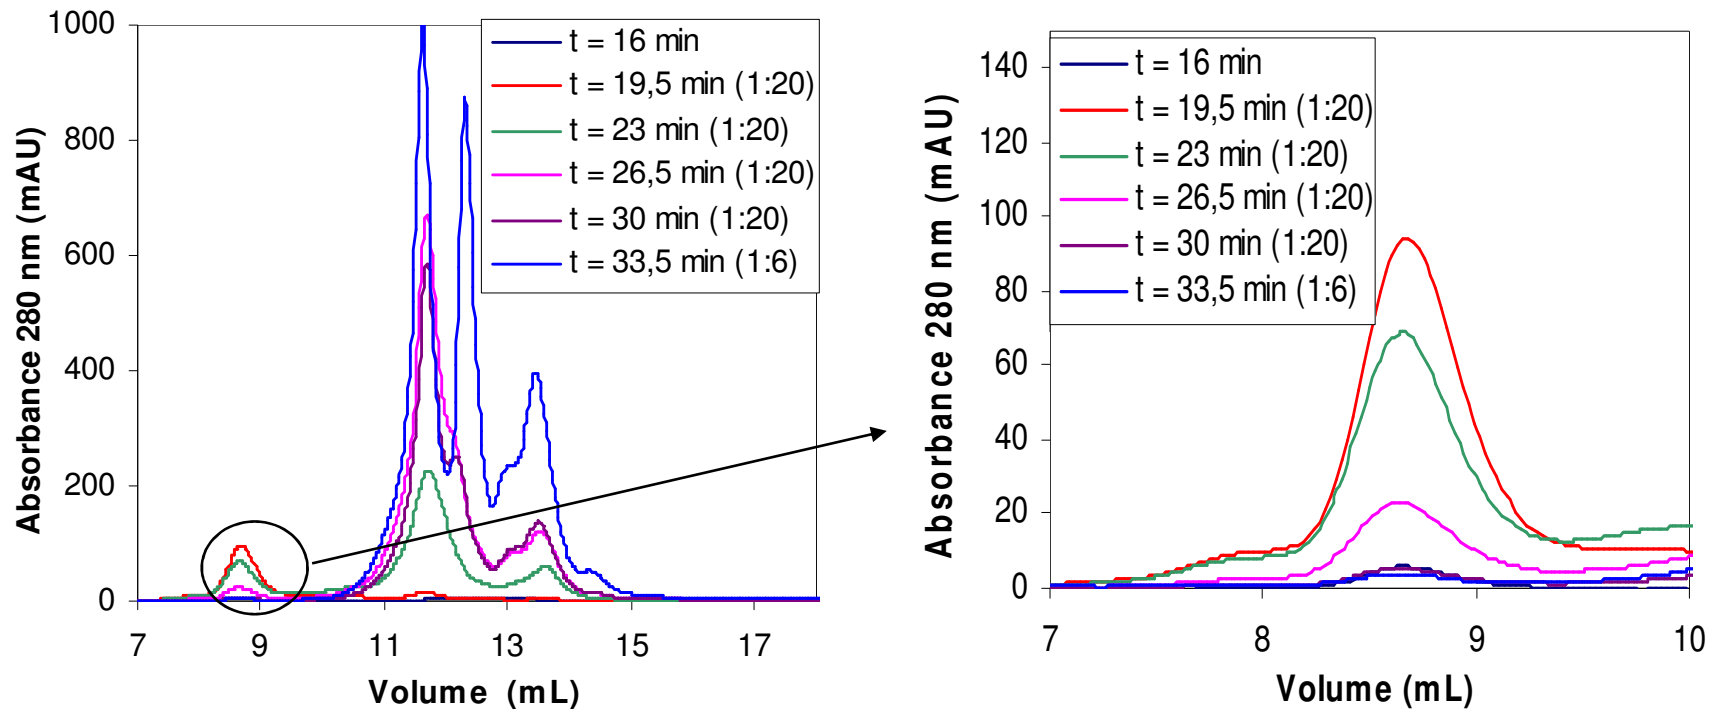 1000
800
600
400
200
0
7
9
11
13
15
17
Absorbance 280 nm (mAU)
Volume (mL)
t = 16 min
t = 19,5 min (1:20)
t = 23 min (1:20)
t = 26,5 min (1:20)
t = 30 min (1:20)
t = 33,5 min (1:6)
140
120
100
80
60
40
20
0
7
8
9
10
Absorbance 280 nm (mAU)
Volume (mL)
t = 16 min
t = 19,5 min (1:20)
t = 23 min (1:20)
t = 26,5 min (1:20)
t = 30 min (1:20)
t = 33,5 min (1:6)